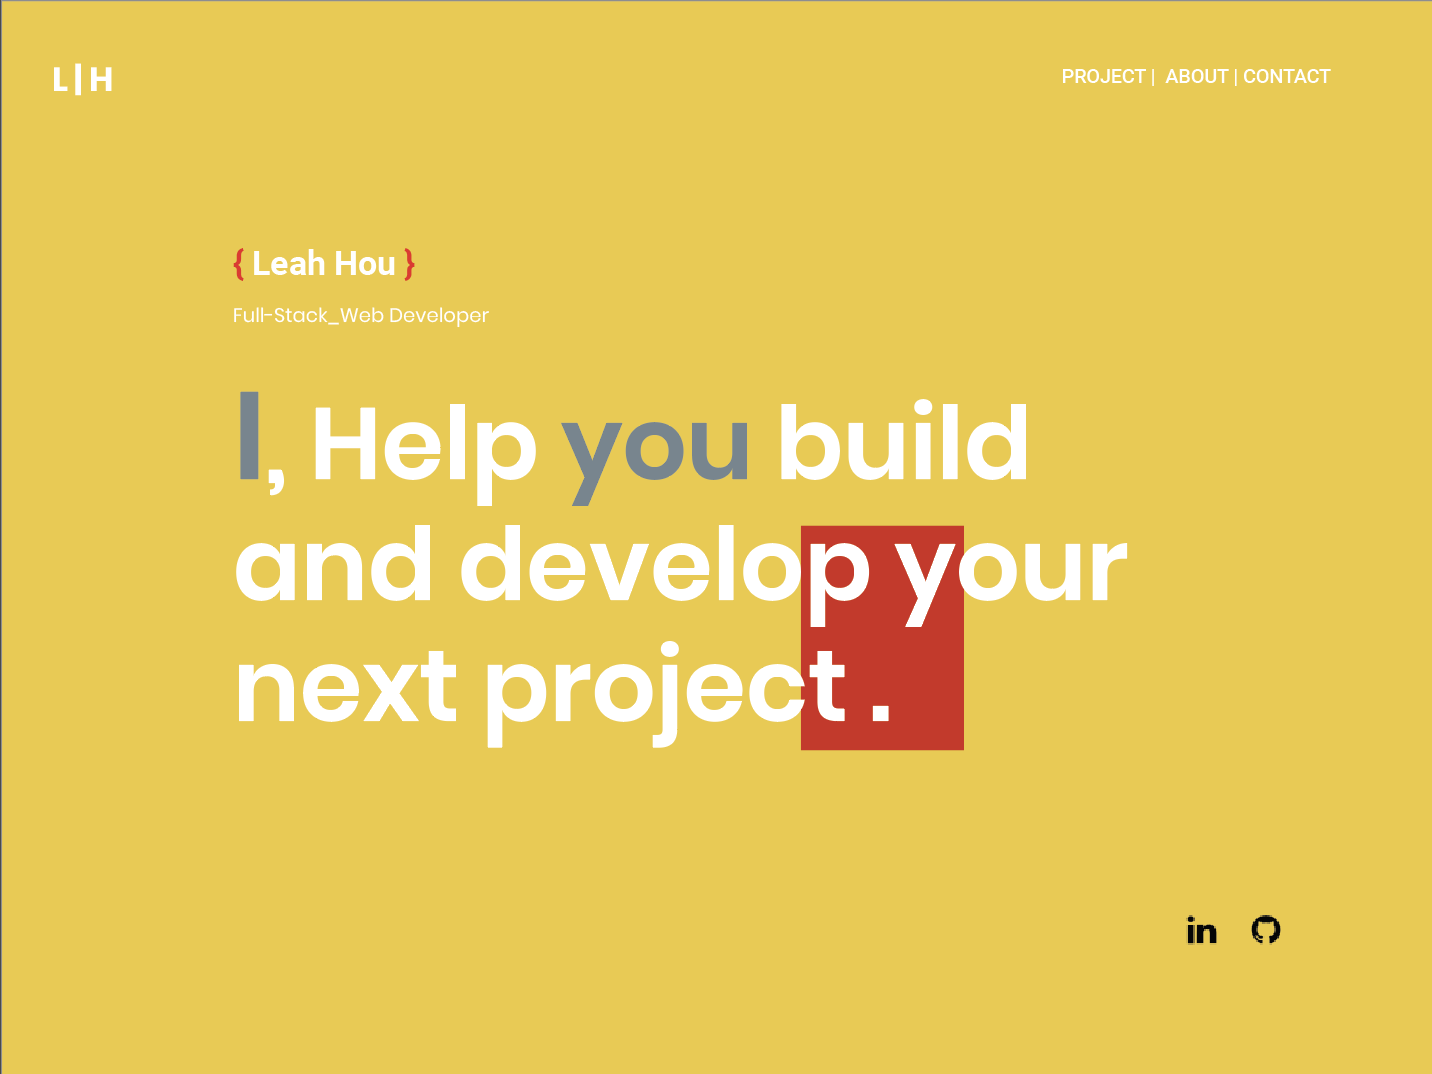 L|H
PROJECT | ABOUT | CONTACT
{ Leah Hou }
Full-Stack_Web Developer
I, Help you build
and develop your
next project .
in